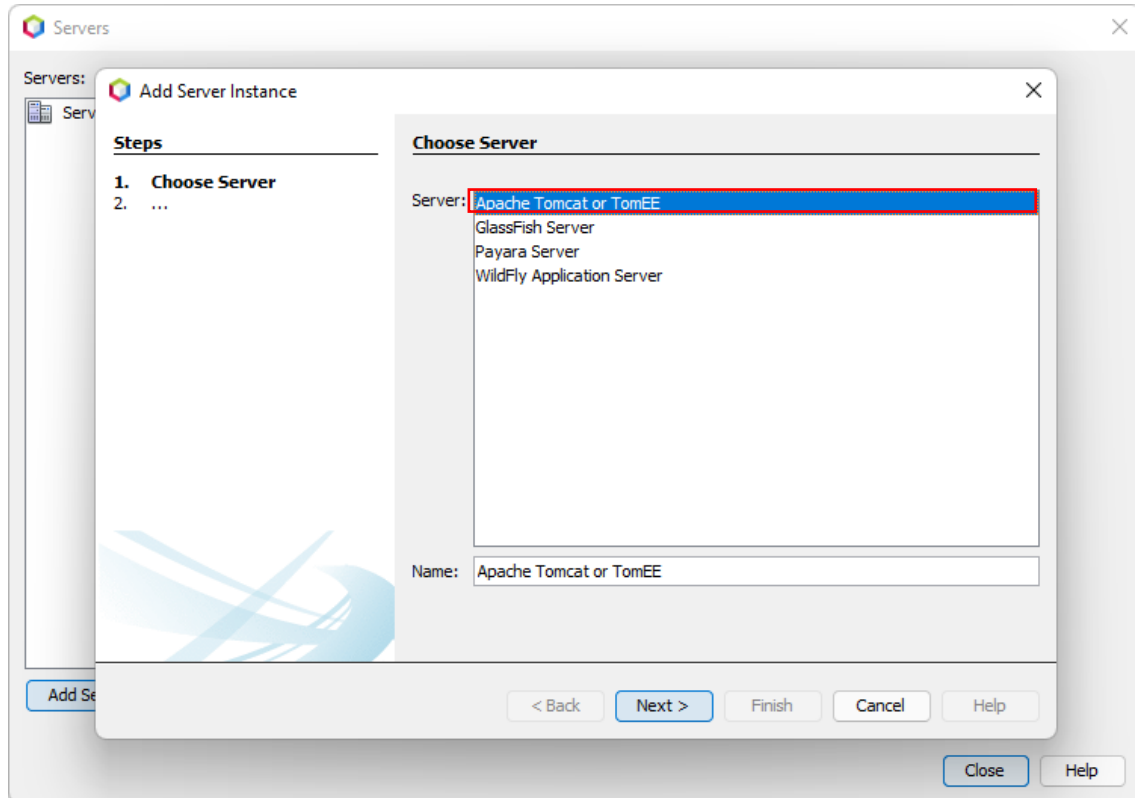 Servers
Servers:
Serv
Add Server Instance
Steps
1. Choose Server
2. ...
Choose Server
Server:
Apache Tomcat or TomEE
GlassFish Server
Payara Server
WildFly Application Server
Name: Apache Tomcat or TomEE
Add Se
< Back Next > Finish Cancel Help
Close Help